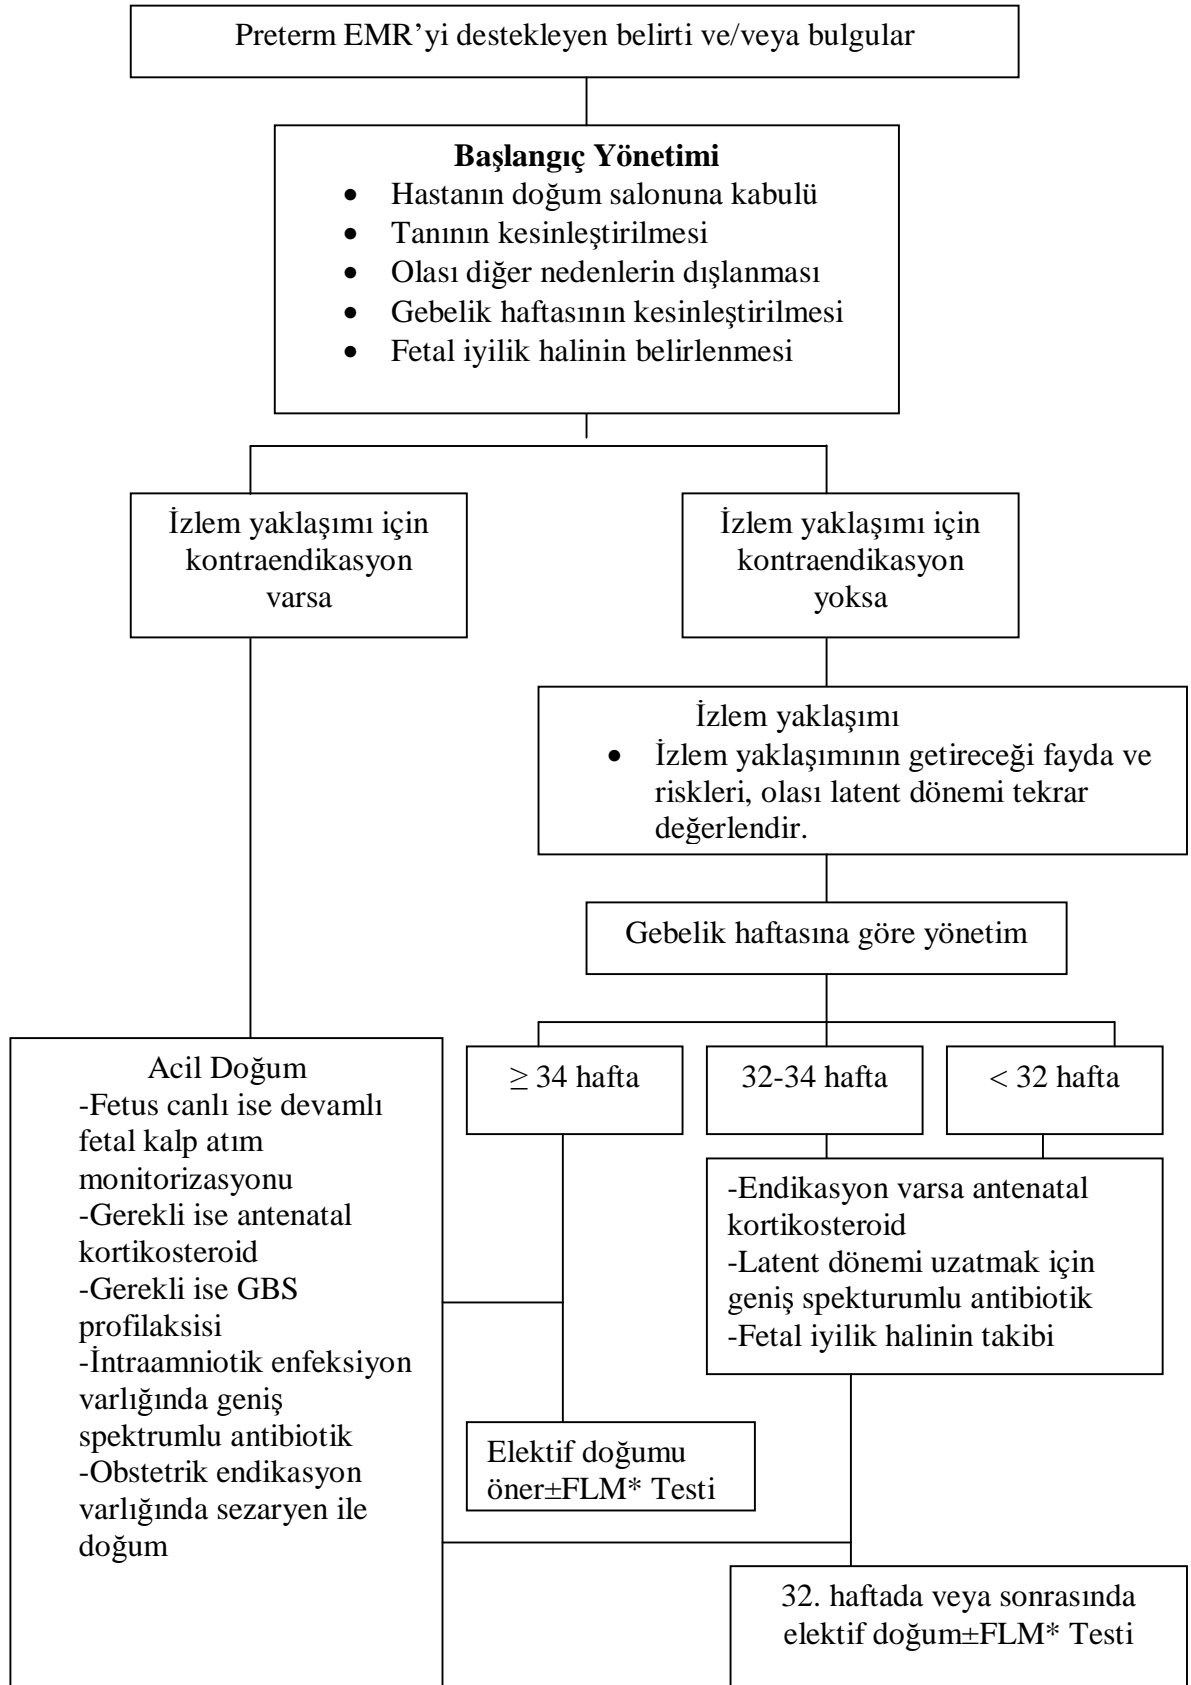 Preterm EMR’yi destekleyen belirti ve/veya bulgular
Başlangıç Yönetimi
• Hastanın doğum salonuna kabulü
• Tanının kesinleştirilmesi
• Olası diğer nedenlerin dışlanması
• Gebelik haftasının kesinleştirilmesi
• Fetal iyilik halinin belirlenmesi
İzlem yaklaşımı için
kontraendikasyon
varsa
İzlem yaklaşımı için
kontraendikasyon
yoksa
İzlem yaklaşımı
• İzlem yaklaşımının getireceği fayda ve
riskleri, olası latent dönemi tekrar
değerlendir.
Gebelik haftasına göre yönetim
Acil Doğum
-Fetus canlı ise devamlı
fetal kalp atım
monitorizasyonu
-Gerekli ise antenatal
kortikosteroid
-Gerekli ise GBS
profilaksisi
-İntraamniotik enfeksiyon
varlığında geniş
spektrumlu antibiotik
-Obstetrik endikasyon
varlığında sezaryen ile
doğum
≥ 34 hafta
32-34 hafta
< 32 hafta
-Endikasyon varsa antenatal
kortikosteroid
-Latent dönemi uzatmak için
geniş spekturumlu antibiotik
-Fetal iyilik halinin takibi
Elektif doğumu
öner±FLM* Testi
32. haftada veya sonrasında
elektif doğum±FLM* Testi